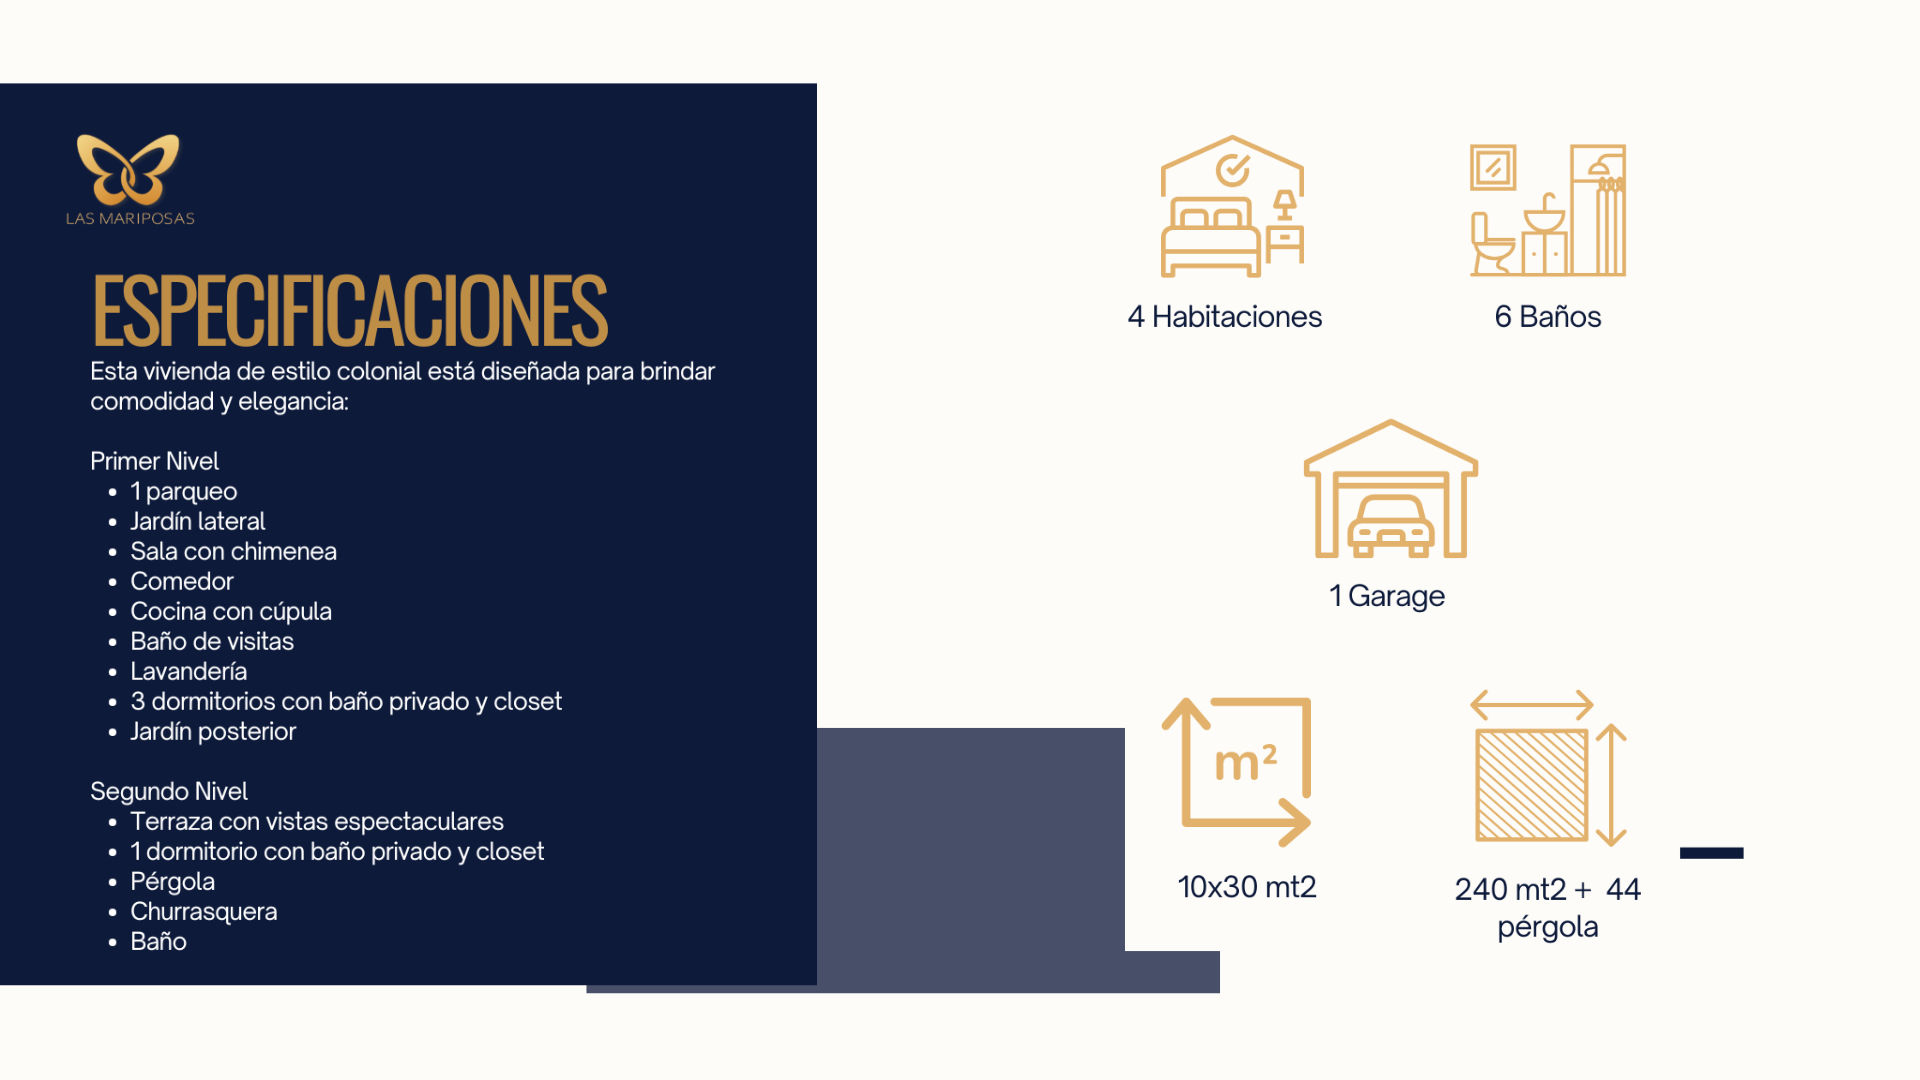 LAS MARIPOSAS
ESPECIFICACIONES
Esta vivienda de estilo colonial está diseñada para brindar
comodidad y elegancia:
Primer Nivel
• 1 parqueo
• Jardín lateral
• Sala con chimenea
• Comedor
• Cocina con cúpula
• Baño de visitas
• Lavandería
• 3 dormitorios con baño privado y closet
• Jardín posterior
Segundo Nivel
• Terraza con vistas espectaculares
• 1 dormitorio con baño privado y closet
• Pérgola
• Churrasquera
• Baño
4 Habitaciones
6 Baños
1 Garage
m²
10x30 mt2
240 mt2 + 44
pérgola